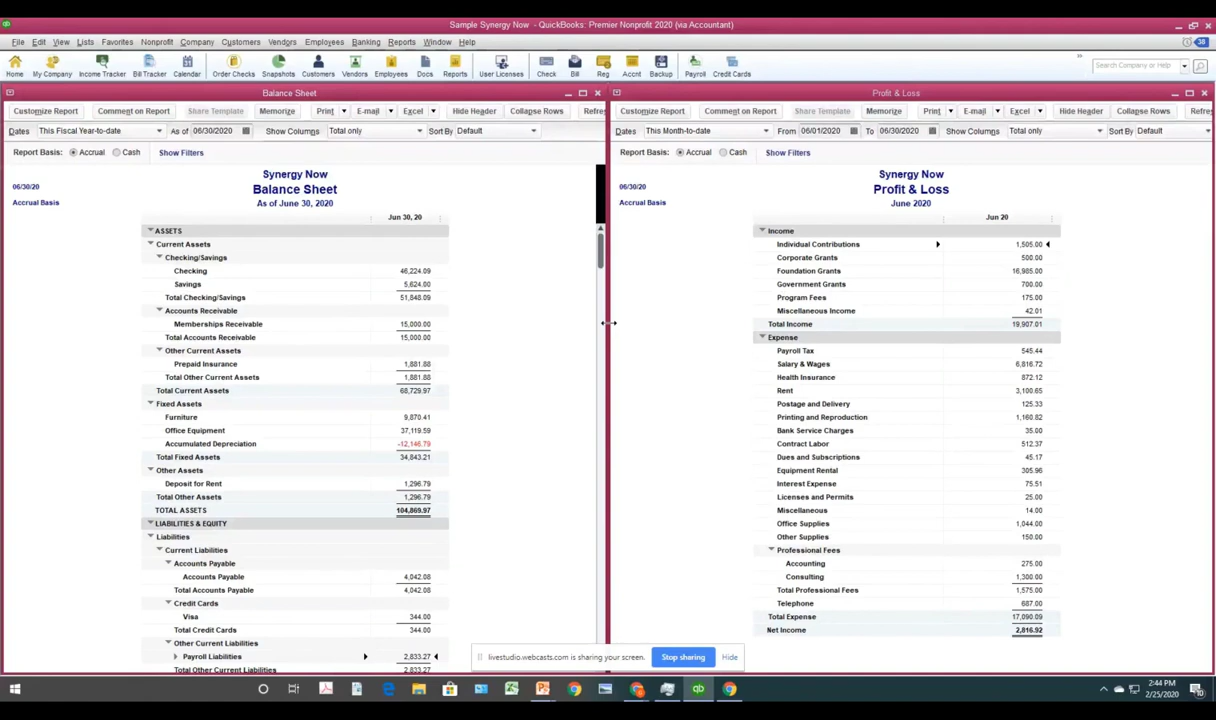 Sample Synergy Now - QuickBooks: Premier Nonprofit 2020 (via Accountant)
File Edit View Lists Favorites Nonprofit Company Customers Vendors Employees Banking Reports Window Help 38
Home My Company Income Tracker Bill Tracker Calendar Order Checks Snapshots Customers Vendors Employees Docs Reports User Licenses Check Bill Reg Accnt Backup Payroll Credit Cards Search Company or Help
Balance Sheet
Customize Report Comment on Report Share Template Memorize Print E-mail Excel Hide Header Collapse Rows Refre
Dates This Fiscal Year-to-date As of 06/30/2020 Show Columns Total only Sort By Default
Report Basis: Accrual Cash Show Filters
Synergy Now
06/30/20 Balance Sheet
Accrual Basis As of June 30, 2020
Jun 30, 20
ASSETS
Current Assets
Checking/Savings
Checking 46,224.09
Savings 5,624.00
Total Checking/Savings 51,848.09
Accounts Receivable
Memberships Receivable 15,000.00
Total Accounts Receivable 15,000.00
Other Current Assets
Prepaid Insurance 1,881.88
Total Other Current Assets 1,881.88
Total Current Assets 68,729.97
Fixed Assets
Furniture 9,870.41
Office Equipment 37,119.59
Accumulated Depreciation -12,146.79
Total Fixed Assets 34,843.21
Other Assets
Deposit for Rent 1,296.79
Total Other Assets 1,296.79
TOTAL ASSETS 104,869.97
LIABILITIES & EQUITY
Liabilities
Current Liabilities
Accounts Payable
Accounts Payable 4,042.08
Total Accounts Payable 4,042.08
Credit Cards
Visa 344.00
Total Credit Cards 344.00
Other Current Liabilities
Payroll Liabilities 2,833.27
Total Other Current Liabilities 2,833.27
Profit & Loss
Customize Report Comment on Report Share Template Memorize Print E-mail Excel Hide Header Collapse Rows Refre
Dates This Month-to-date From 06/01/2020 To 06/30/2020 Show Columns Total only Sort By Default
Report Basis: Accrual Cash Show Filters
Synergy Now
06/30/20 Profit & Loss
Accrual Basis June 2020
Jun 20
Income
Individual Contributions 1,505.00
Corporate Grants 500.00
Foundation Grants 16,985.00
Government Grants 700.00
Program Fees 175.00
Miscellaneous Income 42.01
Total Income 19,907.01
Expense
Payroll Tax 545.44
Salary & Wages 6,816.72
Health Insurance 872.12
Rent 3,100.65
Postage and Delivery 125.33
Printing and Reproduction 1,160.82
Bank Service Charges 35.00
Contract Labor 512.37
Dues and Subscriptions 45.17
Equipment Rental 305.96
Interest Expense 75.51
Licenses and Permits 25.00
Miscellaneous 14.00
Office Supplies 1,044.00
Other Supplies 150.00
Professional Fees
Accounting 275.00
Consulting 1,300.00
Total Professional Fees 1,575.00
Telephone 687.00
Total Expense 17,090.09
Net Income 2,816.92
livestudio.webcasts.com is sharing your screen. Stop sharing Hide
2:44 PM
2/25/2020